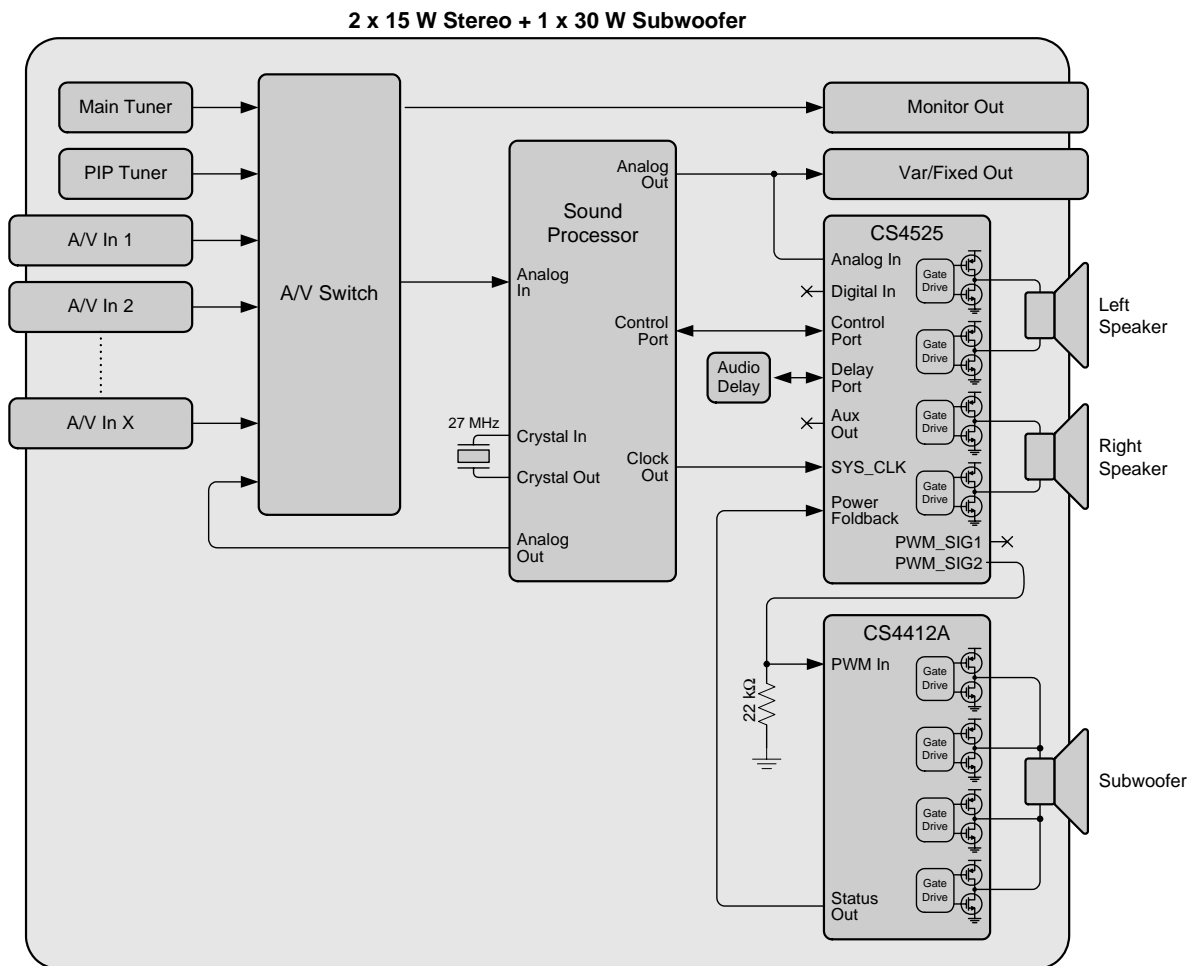 2 x 15 W Stereo + 1 x 30 W Subwoofer
Main Tuner
PIP Tuner
A/V In 1
A/V In 2
A/V In X
A/V Switch
Sound
Processor
Analog
Out
Analog
In
Control
Port
27 MHz
Crystal In
Crystal Out
Clock
Out
Analog
Out
Monitor Out
Var/Fixed Out
CS4525
Analog In
Digital In
Control
Port
Delay
Port
Aux
Out
SYS_CLK
Power
Foldback
PWM_SIG1
PWM_SIG2
Gate
Drive
Gate
Drive
Gate
Drive
Gate
Drive
Audio
Delay
Left
Speaker
Right
Speaker
22 kΩ
CS4412A
PWM In
Status
Out
Gate
Drive
Gate
Drive
Gate
Drive
Gate
Drive
Subwoofer